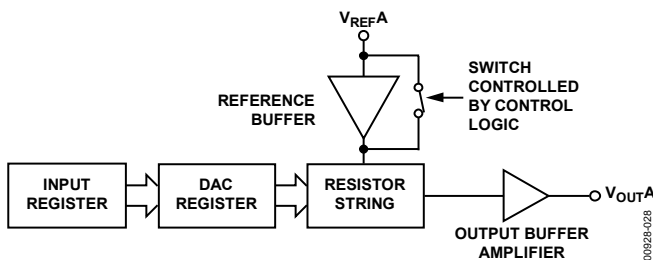 VREFA
REFERENCE
BUFFER
SWITCH
CONTROLLED
BY CONTROL
LOGIC
INPUT
REGISTER
DAC
REGISTER
RESISTOR
STRING
VOUTA
OUTPUT BUFFER
AMPLIFIER
00928-028